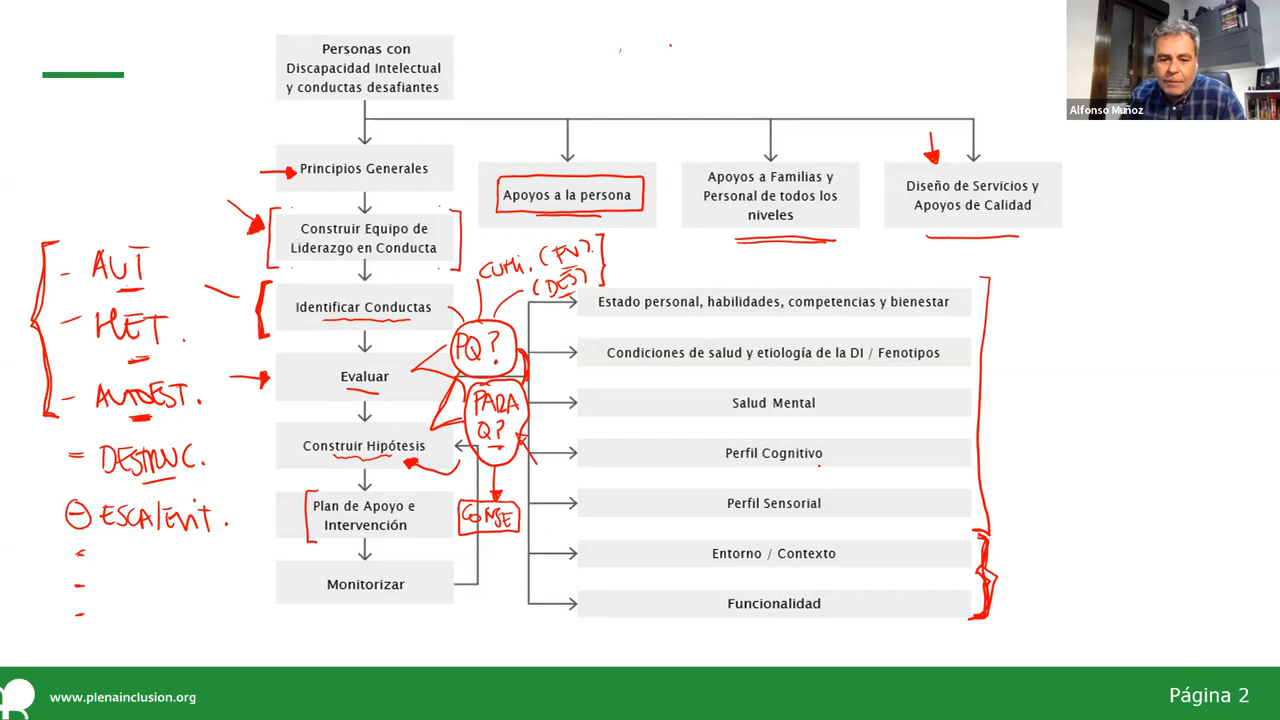 Personas con
Discapacidad Intelectual
y conductas desafiantes
Alfonso Muñoz
Principios Generales
Apoyos a la persona
Apoyos a Familias y
Personal de todos los
niveles
Diseño de Servicios y
Apoyos de Calidad
Construir Equipo de
Liderazgo en Conducta
- AUT
- HET.
- AUTODEST.
= DESTRUC.
- ESCA/EVIT.
Identificar Conductas
(DES)
PQ?
Evaluar
PARA
Q?
Construir Hipótesis
Plan de Apoyo e
Intervención
CONSE
Monitorizar
Estado personal, habilidades, competencias y bienestar
Condiciones de salud y etiología de la DI / Fenotipos
Salud Mental
Perfil Cognitivo
Perfil Sensorial
Entorno / Contexto
Funcionalidad
www.plenainclusion.org
Página 2